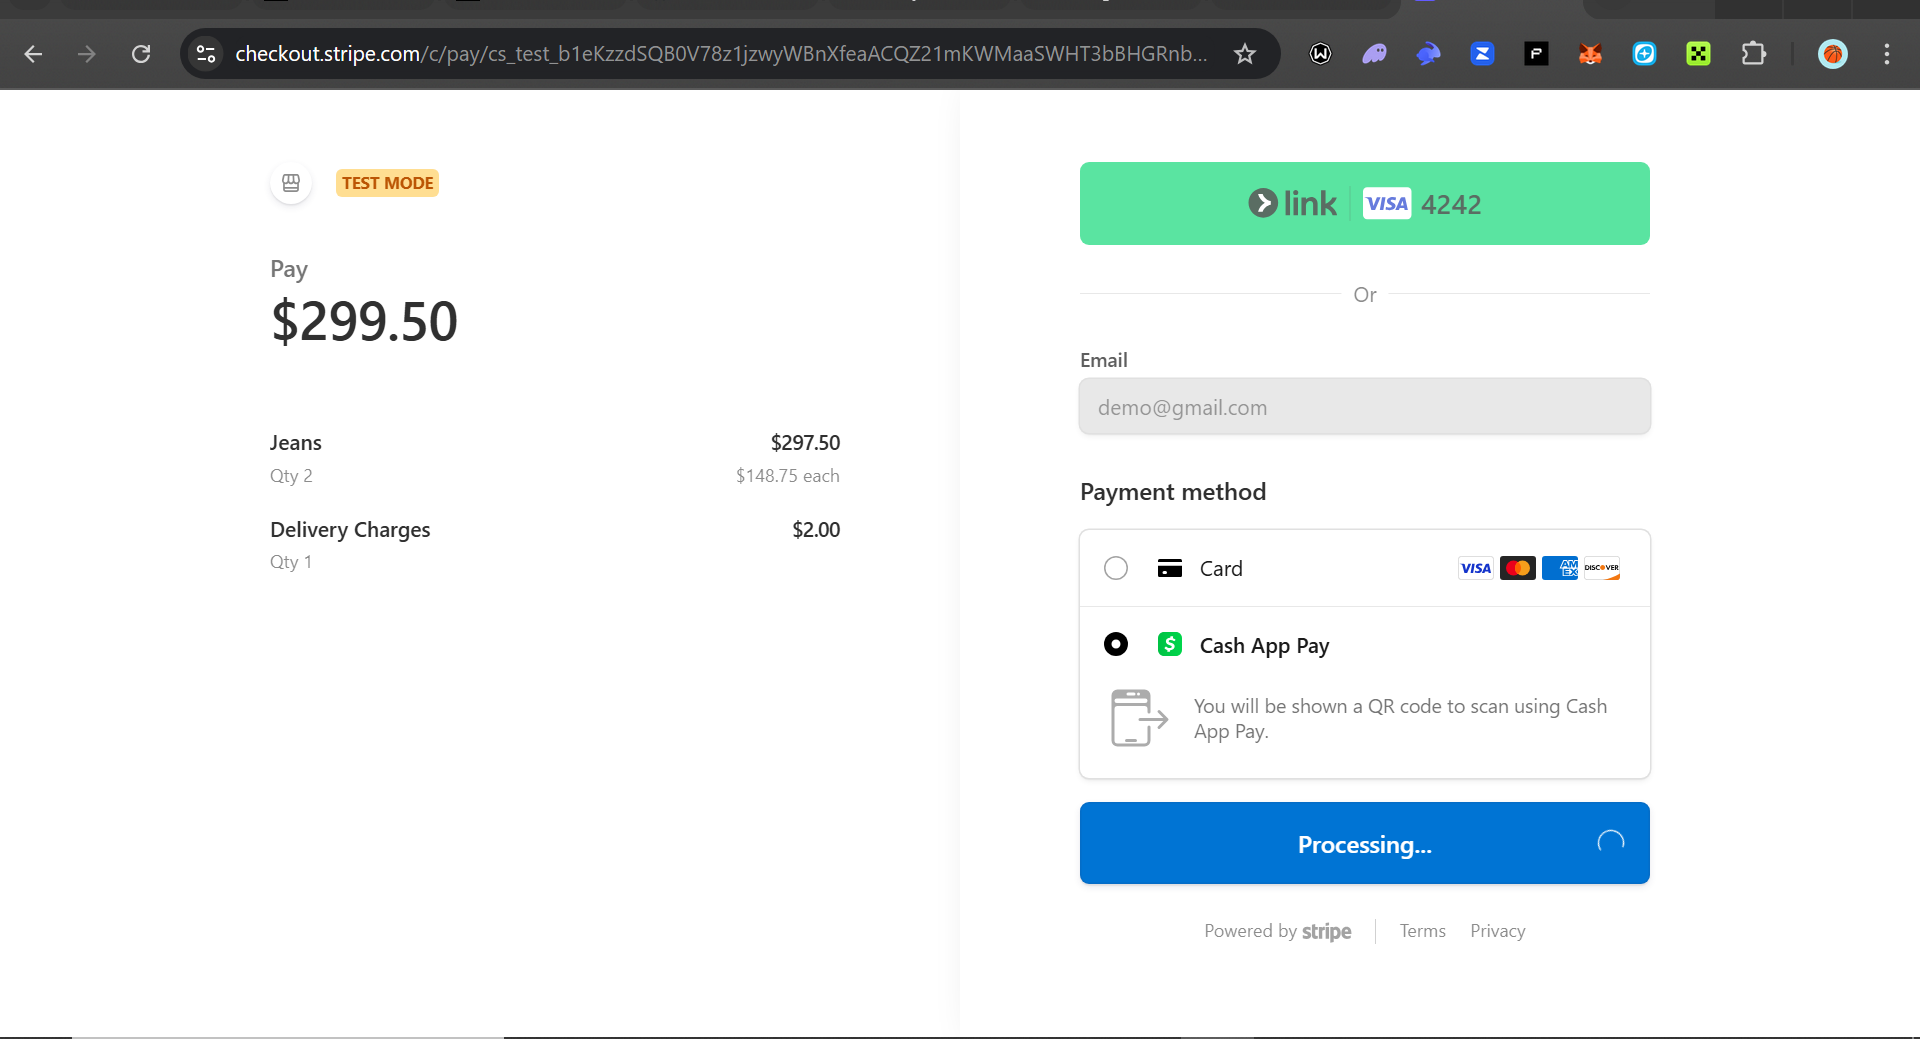 checkout.stripe.com/c/pay/cs_test_b1eKzzdSQB0V78z1jzwyWBnXfeaACQZ21mKWMaaSWHT3bBHGRnb...
TEST MODE
Pay
$299.50
Jeans $297.50
Qty 2 $148.75 each
Delivery Charges $2.00
Qty 1
link VISA 4242
Or
Email
demo@gmail.com
Payment method
Card VISA AMEX DISCOVER
Cash App Pay
You will be shown a QR code to scan using Cash
App Pay.
Processing...
Powered by stripe Terms Privacy